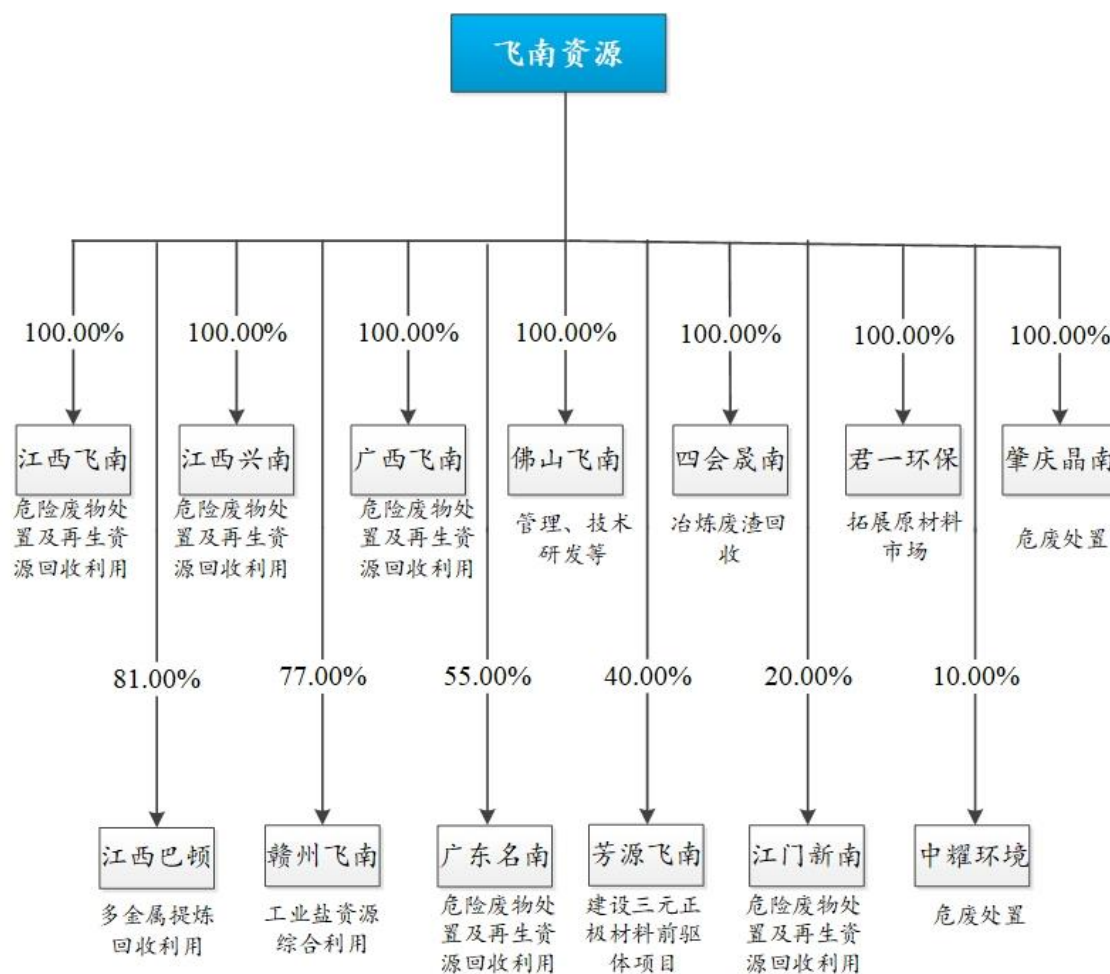 飞南资源
100.00%
100.00%
100.00%
100.00%
100.00%
100.00%
100.00%
江西飞南
江西兴南
广西飞南
佛山飞南
四会晟南
君一环保
肇庆晶南
危险废物处
置及再生资
源回收利用
危险废物处
置及再生资
源回收利用
危险废物处
置及再生资
源回收利用
管理、技术
研发等
冶炼废渣回
收
拓展原材料
市场
危废处置
81.00%
77.00%
55.00%
40.00%
20.00%
10.00%
江西巴顿
赣州飞南
广东名南
芳源飞南
江门新南
中耀环境
多金属提炼
回收利用
工业盐资源
综合利用
危险废物处
置及再生资
源回收利用
建设三元正
极材料前驱
体项目
危险废物处
置及再生资
源回收利用
危废处置